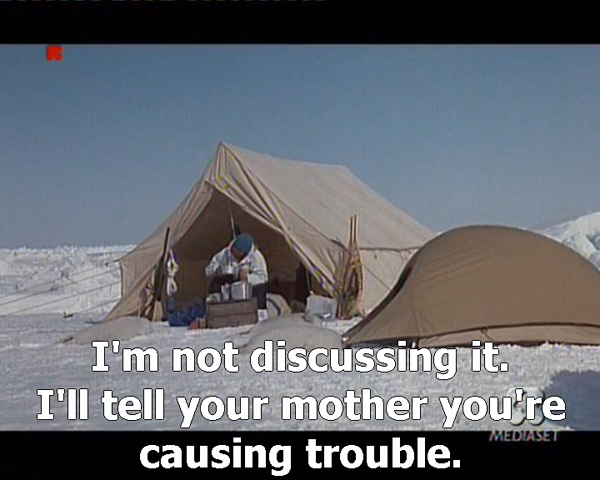 I'm not discussing it.
I'll tell your mother you're
causing trouble.
MEDIASET